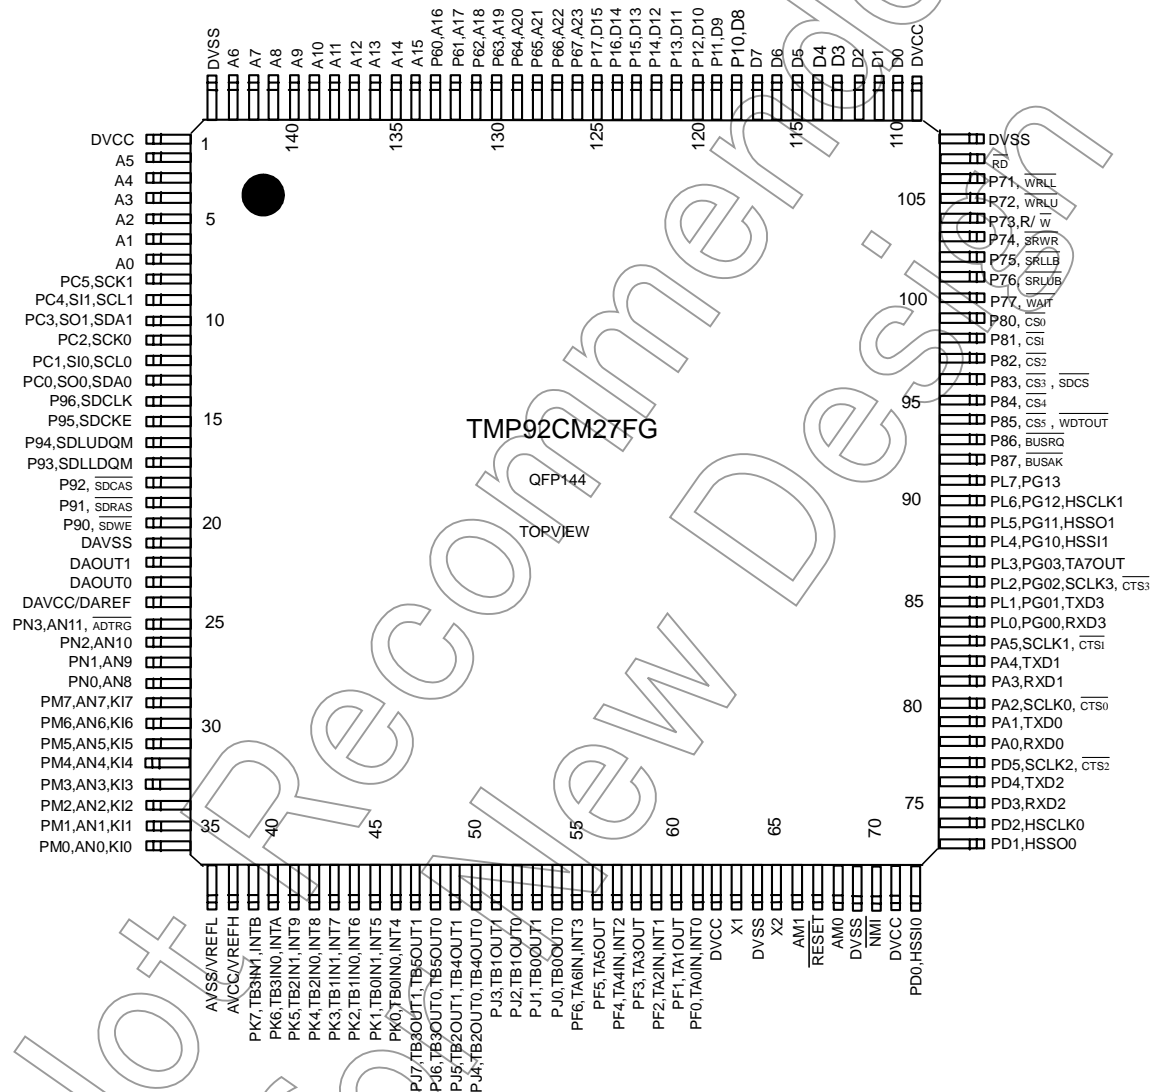 DVSS
A6
A7
A8
A9
A10
A11
A12
A13
A14
A15
P60,A16
P61,A17
P62,A18
P63,A19
P64,A20
P65,A21
P66,A22
P67,A23
P17,D15
P16,D14
P15,D13
P14,D12
P13,D11
P12,D10
P11,D9
P10,D8
D7
D6
D5
D4
D3
D2
D1
D0
DVCC
DVCC
A5
A4
A3
A2
A1
A0
PC5,SCK1
PC4,SI1,SCL1
PC3,SO1,SDA1
PC2,SCK0
PC1,SI0,SCL0
PC0,SO0,SDA0
P96,SDCLK
P95,SDCKE
P94,SDLUDQM
P93,SDLLDQM
P92, SDCAS
P91, SDRAS
P90, SDWE
DAVSS
DAOUT1
DAOUT0
DAVCC/DAREF
PN3,AN11, ADTRG
PN2,AN10
PN1,AN9
PN0,AN8
PM7,AN7,KI7
PM6,AN6,KI6
PM5,AN5,KI5
PM4,AN4,KI4
PM3,AN3,KI3
PM2,AN2,KI2
PM1,AN1,KI1
PM0,AN0,KI0
1
5
10
15
20
25
30
35
140
135
130
125
120
115
110
TMP92CM27FG
QFP144
TOPVIEW
105
100
95
90
85
80
75
40
45
50
55
60
65
70
DVSS
RD
P71, WRLL
P72, WRLU
P73,R/ W
P74, SRWR
P75, SRLLB
P76, SRLUB
P77, WAIT
P80, CS0
P81, CS1
P82, CS2
P83, CS3 , SDCS
P84, CS4
P85, CS5 , WDTOUT
P86, BUSRQ
P87, BUSAK
PL7,PG13
PL6,PG12,HSCLK1
PL5,PG11,HSSO1
PL4,PG10,HSSI1
PL3,PG03,TA7OUT
PL2,PG02,SCLK3, CTS3
PL1,PG01,TXD3
PL0,PG00,RXD3
PA5,SCLK1, CTS1
PA4,TXD1
PA3,RXD1
PA2,SCLK0, CTS0
PA1,TXD0
PA0,RXD0
PD5,SCLK2, CTS2
PD4,TXD2
PD3,RXD2
PD2,HSCLK0
PD1,HSSO0
AVSS/VREFL
AVCC/VREFH
PK7,TB3IN1,INTB
PK6,TB3IN0,INTA
PK5,TB2IN1,INT9
PK4,TB2IN0,INT8
PK3,TB1IN1,INT7
PK2,TB1IN0,INT6
PK1,TB0IN1,INT5
PK0,TB0IN0,INT4
PJ7,TB3OUT1,TB5OUT1
PJ6,TB3OUT0,TB5OUT0
PJ5,TB2OUT1,TB4OUT1
PJ4,TB2OUT0,TB4OUT0
PJ3,TB1OUT1
PJ2,TB1OUT0
PJ1,TB0OUT1
PJ0,TB0OUT0
PF6,TA6IN,INT3
PF5,TA5OUT
PF4,TA4IN,INT2
PF3,TA3OUT
PF2,TA2IN,INT1
PF1,TA1OUT
PF0,TA0IN,INT0
DVCC
X1
DVSS
X2
AM1
RESET
AM0
DVSS
NMI
DVCC
PD0,HSSI0
Not Recommended
for New Design